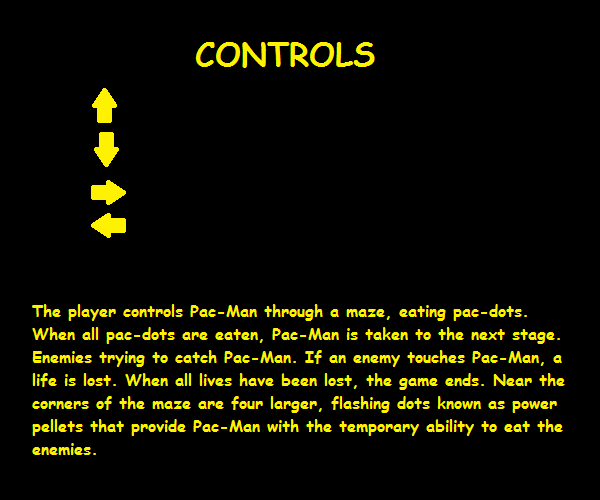 CONTROLS
The player controls Pac-Man through a maze, eating pac-dots.
When all pac-dots are eaten, Pac-Man is taken to the next stage.
Enemies trying to catch Pac-Man. If an enemy touches Pac-Man, a
life is lost. When all lives have been lost, the game ends. Near the
corners of the maze are four larger, flashing dots known as power
pellets that provide Pac-Man with the temporary ability to eat the
enemies.